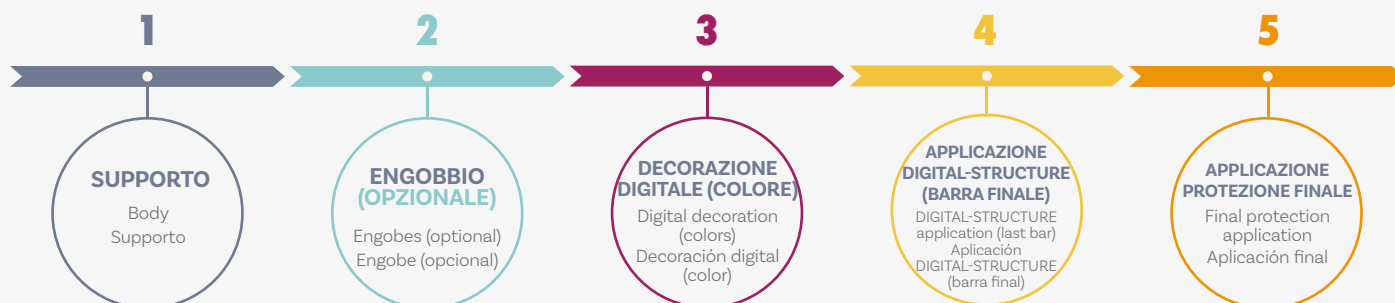 1
SUPPORTO
Body
Supporto
2
ENGOBBIO
(OPZIONALE)
Engobes (optional)
Engobe (opcional)
3
DECORAZIONE
DIGITALE (COLORE)
Digital decoration
(colors)
Decoración digital
(color)
4
APPLICAZIONE
DIGITAL-STRUCTURE
(BARRA FINALE)
DIGITAL-STRUCTURE
application (last bar)
Aplicación
DIGITAL-STRUCTURE
(barra final)
5
APPLICAZIONE
PROTEZIONE FINALE
Final protection
application
Aplicación final